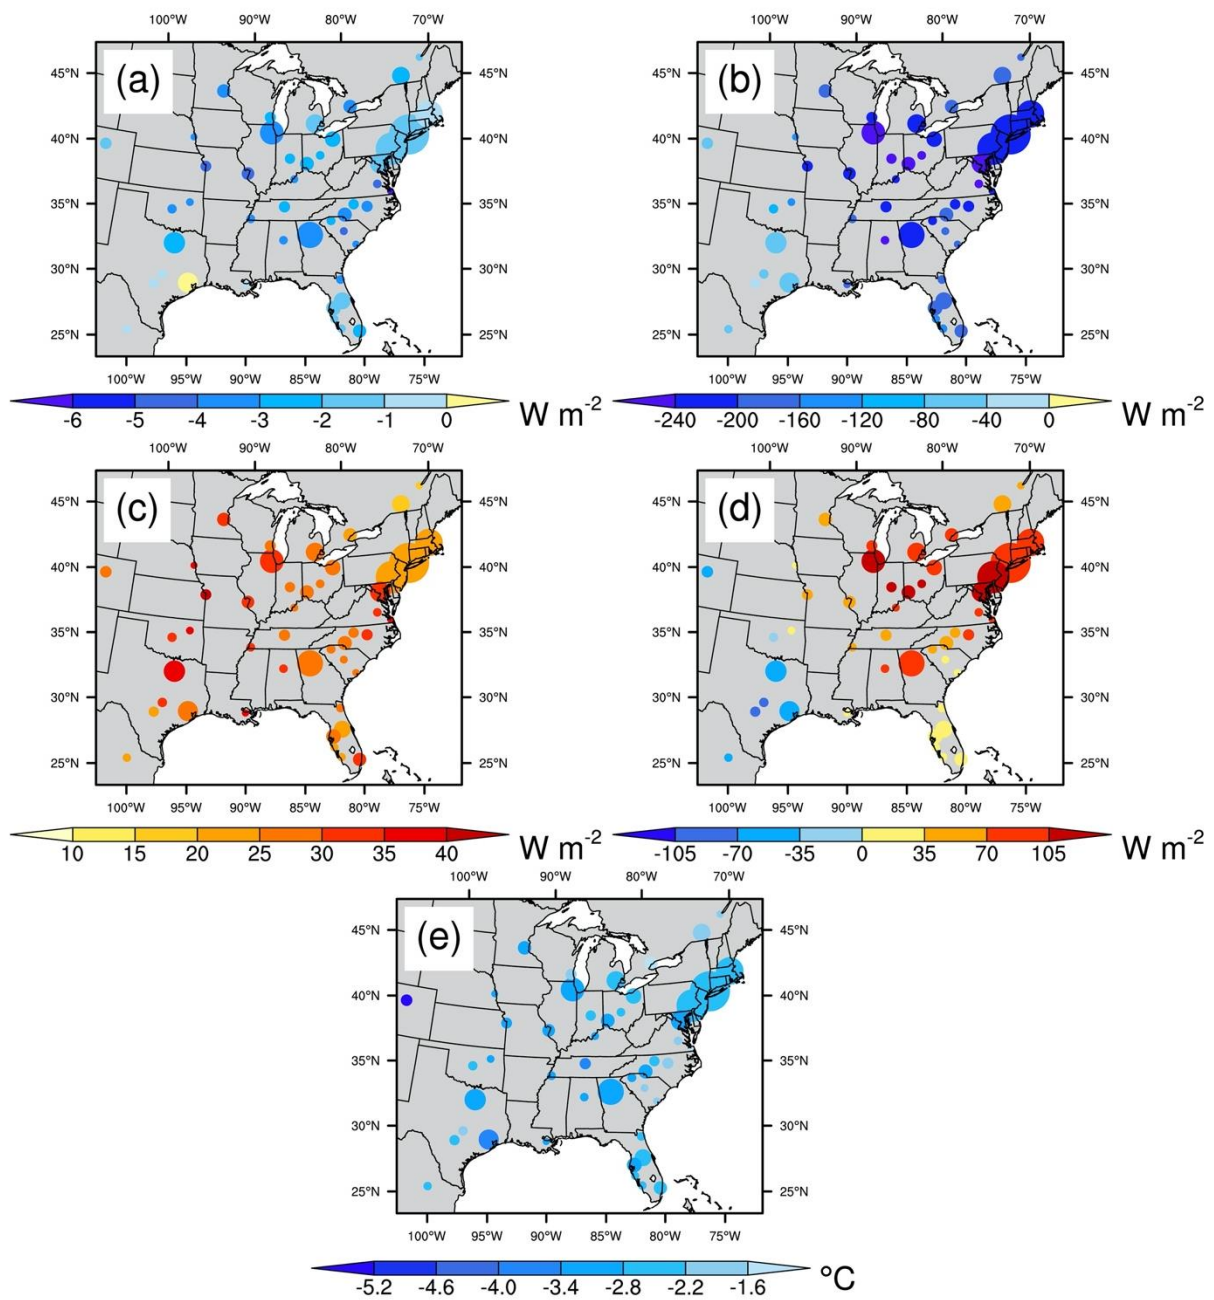 100°W 90°W 80°W 70°W
100°W 90°W 80°W 70°W
(a)
(b)
45°N 45°N 45°N 45°N
40°N 40°N 40°N 40°N
35°N 35°N 35°N 35°N
30°N 30°N 30°N 30°N
25°N 25°N 25°N 25°N
100°W 95°W 90°W 85°W 80°W 75°W
100°W 95°W 90°W 85°W 80°W 75°W
-6 -5 -4 -3 -2 -1 0 W m-2
-240 -200 -160 -120 -80 -40 0 W m-2
100°W 90°W 80°W 70°W
100°W 90°W 80°W 70°W
(c)
(d)
45°N 45°N 45°N 45°N
40°N 40°N 40°N 40°N
35°N 35°N 35°N 35°N
30°N 30°N 30°N 30°N
25°N 25°N 25°N 25°N
100°W 95°W 90°W 85°W 80°W 75°W
100°W 95°W 90°W 85°W 80°W 75°W
10 15 20 25 30 35 40 W m-2
-105 -70 -35 0 35 70 105 W m-2
100°W 90°W 80°W 70°W
(e)
45°N 45°N
40°N 40°N
35°N 35°N
30°N 30°N
25°N 25°N
100°W 95°W 90°W 85°W 80°W 75°W
-5.2 -4.6 -4.0 -3.4 -2.8 -2.2 -1.6 °C